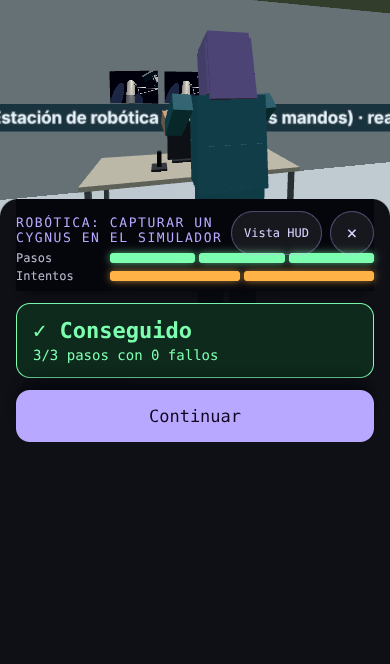 Estación de robótica s mandos) · rea
ROBÓTICA: CAPTURAR UN
CYGNUS EN EL SIMULADOR
Vista HUD
×
Pasos
Intentos
✓ Conseguido
3/3 pasos con 0 fallos
Continuar